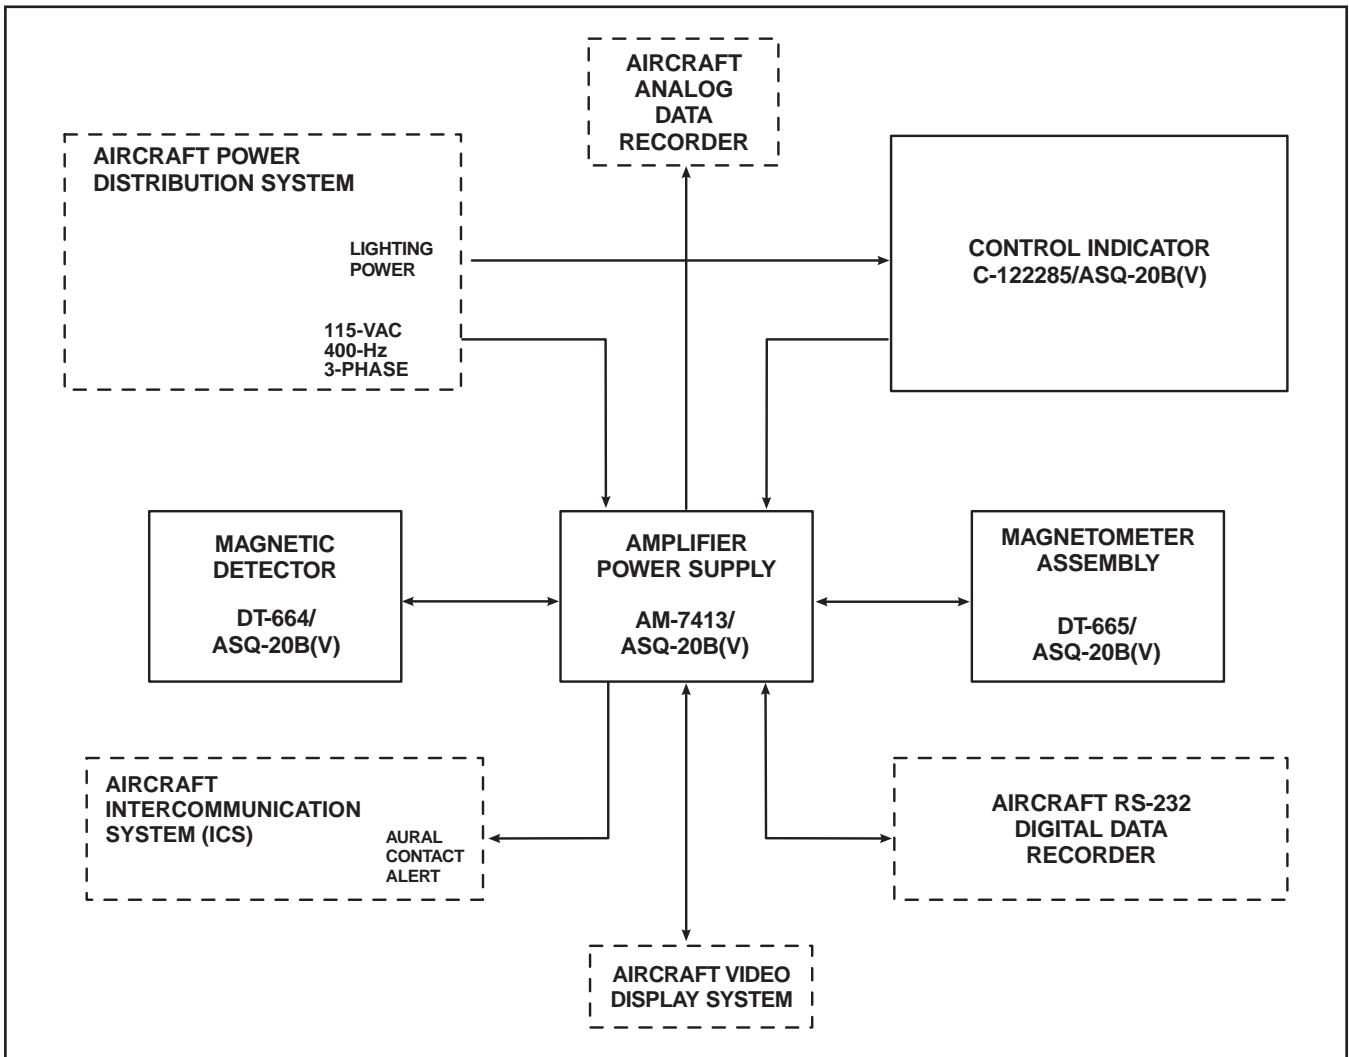 AIRCRAFT
ANALOG
DATA
RECORDER
AIRCRAFT POWER
DISTRIBUTION SYSTEM
LIGHTING
POWER
115-VAC
400-Hz
3-PHASE
CONTROL INDICATOR
C-122285/ASQ-20B(V)
MAGNETIC
DETECTOR
DT-664/
ASQ-20B(V)
AMPLIFIER
POWER SUPPLY
AM-7413/
ASQ-20B(V)
MAGNETOMETER
ASSEMBLY
DT-665/
ASQ-20B(V)
AIRCRAFT
INTERCOMMUNICATION
SYSTEM (ICS)
AURAL
CONTACT
ALERT
AIRCRAFT RS-232
DIGITAL DATA
RECORDER
AIRCRAFT VIDEO
DISPLAY SYSTEM